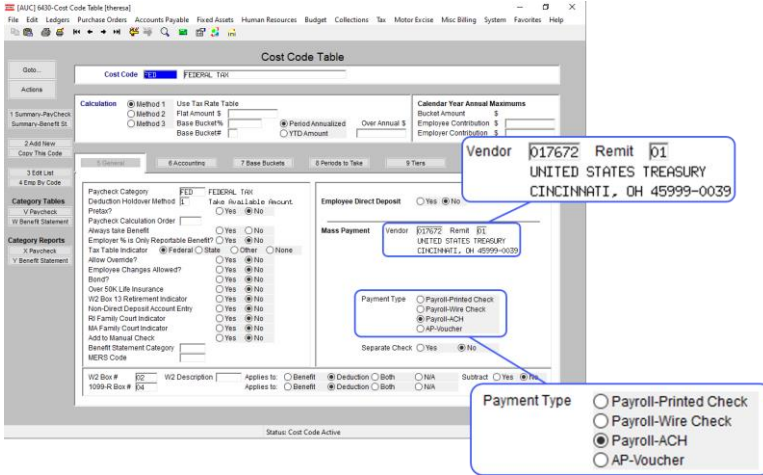 [AUC] 6430-Cost Code Table [theresa]
File Edit Ledgers Purchase Orders Accounts Payable Fixed Assets Human Resources Budget Collections Tax Motor Excise Misc Billing System Favorites Help
Cost Code Table
Goto...
Actions
1 Summary-PayCheck
Summary-Benefit St.
2 Add New
Copy This Code
3 Edit List
4 Emp By Code
Category Tables
V Paycheck
W Benefit Statement
Category Reports
X Paycheck
Y Benefit Statement
Cost Code FED FEDERAL TAX
Calculation Method 1 Use Tax Rate Table
Method 2 Flat Amount $
Method 3 Base Bucket%
Base Bucket#
Period Annualized Over Annual $
YTD Amount
Calendar Year Annual Maximums
Bucket Amount $
Employee Contribution $
Employer Contribution $
5 General 6 Accounting 7 Base Buckets 8 Periods to Take 9 Tiers
Paycheck Category FED FEDERAL TAX
Deduction Holdover Method 1 Take Available Amount
Pretax? Yes No
Paycheck Calculation Order
Always take Benefit Yes No
Employer % is Only Reportable Benefit? Yes No
Tax Table Indicator Federal State Other None
Allow Override? Yes No
Employee Changes Allowed? Yes No
Bond? Yes No
Over 50K Life Insurance Yes No
W2 Box 13 Retirement Indicator Yes No
Non-Direct Deposit Account Entry Yes No
RI Family Court Indicator Yes No
MA Family Court Indicator Yes No
Add to Manual Check Yes No
Benefit Statement Category
MERS Code
Employee Direct Deposit Yes No
Mass Payment Vendor 017672 Remit 01
UNITED STATES TREASURY
CINCINNATI, OH 45999-0039
Payment Type Payroll-Printed Check
Payroll-Wire Check
Payroll-ACH
AP-Voucher
Separate Check Yes No
W2 Box # 02 W2 Description Applies to: Benefit Deduction Both N/A Subtract Yes No
1099-R Box # 04 Applies to: Benefit Deduction Both N/A
Status: Cost Code Active
Vendor 017672 Remit 01
UNITED STATES TREASURY
CINCINNATI, OH 45999-0039
Payment Type Payroll-Printed Check
Payroll-Wire Check
Payroll-ACH
AP-Voucher